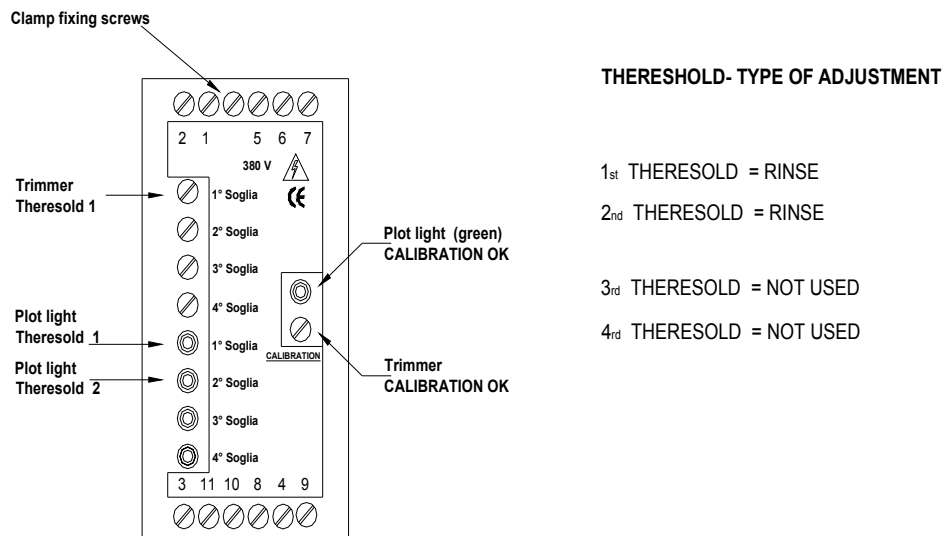 Clamp fixing screws
THERESHOLD- TYPE OF ADJUSTMENT
2 1 5 6 7
380 V
CE
Trimmer
Theresold 1
1° Soglia
2° Soglia
3° Soglia
4° Soglia
Plot light
Theresold 1
1° Soglia
Plot light
Theresold 2
2° Soglia
3° Soglia
4° Soglia
3 11 10 8 4 9
Plot light (green)
CALIBRATION OK
CALIBRATION
Trimmer
CALIBRATION OK
1st THERESOLD = RINSE
2nd THERESOLD = RINSE
3rd THERESOLD = NOT USED
4rd THERESOLD = NOT USED